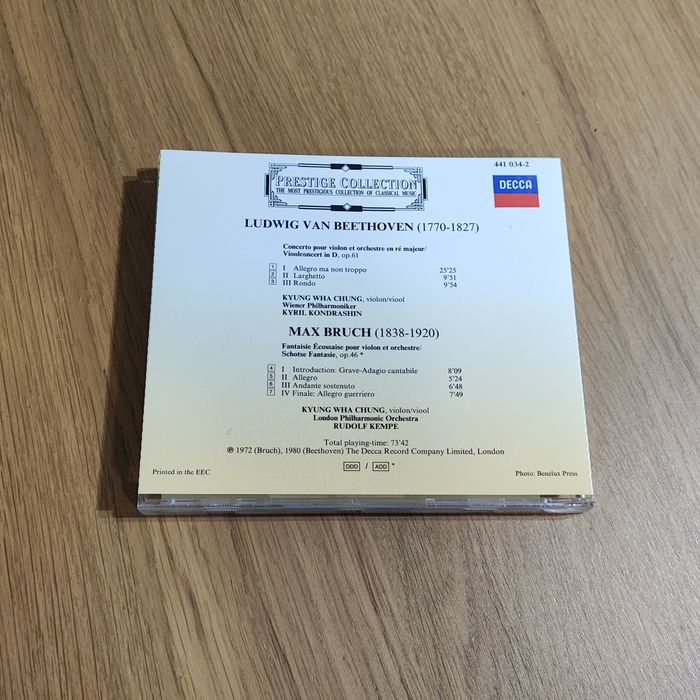 441 034-2
PRESTIGE COLLECTION
THE MOST PRESTIGIOUS COLLECTION OF CLASSICAL MUSIC
DECCA
LUDWIG VAN BEETHOVEN (1770-1827)
Concerto pour violon et orchestre en ré majeur/
Vioolconcert in D, op.61
1 I Allegro ma non troppo 25'25
2 II Larghetto 9'51
3 III Rondo 9'54
KYUNG WHA CHUNG, violon/viool
Wiener Philharmoniker
KYRIL KONDRASHIN
MAX BRUCH (1838-1920)
Fantaisie Écossaise pour violon et orchestre/
Schotse Fantasie, op.46 *
4 I Introduction: Grave-Adagio cantabile 8'09
5 II Allegro 5'24
6 III Andante sostenuto 6'48
7 IV Finale: Allegro guerriero 7'49
KYUNG WHA CHUNG, violon/viool
London Philharmonic Orchestra
RUDOLF KEMPE
Total playing-time: 73'42
℗ 1972 (Bruch), 1980 (Beethoven) The Decca Record Company Limited, London
DDD / ADD *
Printed in the EEC
Photo: Benelux Press